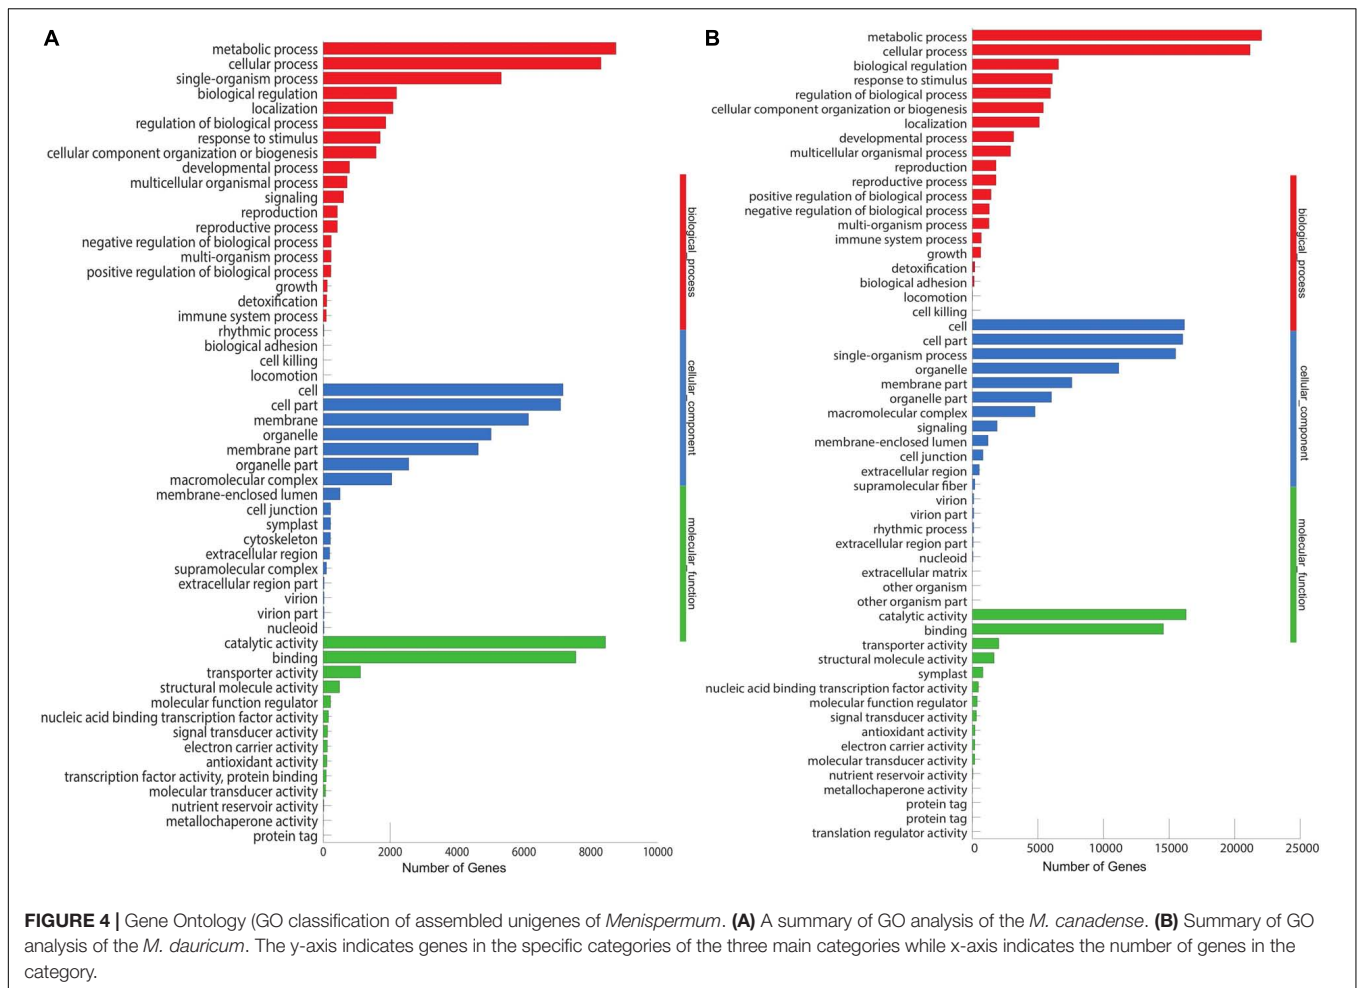 A
metabolic process
cellular process
single-organism process
biological regulation
localization
regulation of biological process
response to stimulus
cellular component organization or biogenesis
developmental process
multicellular organismal process
signaling
reproduction
reproductive process
negative regulation of biological process
multi-organism process
positive regulation of biological process
growth
detoxification
immune system process
rhythmic process
biological adhesion
cell killing
locomotion
cell
cell part
membrane
organelle
membrane part
organelle part
macromolecular complex
membrane-enclosed lumen
cell junction
symplast
cytoskeleton
extracellular region
supramolecular complex
extracellular region part
virion
virion part
nucleoid
catalytic activity
binding
transporter activity
structural molecule activity
molecular function regulator
nucleic acid binding transcription factor activity
signal transducer activity
electron carrier activity
antioxidant activity
transcription factor activity, protein binding
molecular transducer activity
nutrient reservoir activity
metallochaperone activity
protein tag
0 2000 4000 6000 8000 10000
Number of Genes
biological_process
cellular_component
molecular_function
B
metabolic process
cellular process
biological regulation
response to stimulus
regulation of biological process
cellular component organization or biogenesis
localization
developmental process
multicellular organismal process
reproduction
reproductive process
positive regulation of biological process
negative regulation of biological process
multi-organism process
immune system process
growth
detoxification
biological adhesion
locomotion
cell killing
cell
cell part
single-organism process
organelle
membrane part
organelle part
macromolecular complex
signaling
membrane-enclosed lumen
cell junction
extracellular region
supramolecular fiber
virion
virion part
rhythmic process
extracellular region part
nucleoid
extracellular matrix
other organism
other organism part
catalytic activity
binding
transporter activity
structural molecule activity
symplast
nucleic acid binding transcription factor activity
molecular function regulator
signal transducer activity
antioxidant activity
electron carrier activity
molecular transducer activity
nutrient reservoir activity
metallochaperone activity
protein tag
protein tag
translation regulator activity
0 5000 10000 15000 20000 25000
Number of Genes
biological_process
cellular_component
molecular_function
FIGURE 4 | Gene Ontology (GO classification of assembled unigenes of Menispermum. (A) A summary of GO analysis of the M. canadense. (B) Summary of GO
analysis of the M. dauricum. The y-axis indicates genes in the specific categories of the three main categories while x-axis indicates the number of genes in the
category.